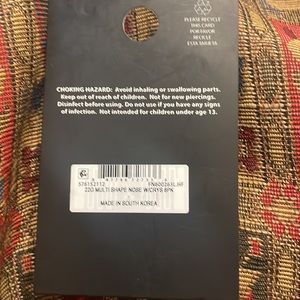 PLEASE RECYCLE
THIS CARD
POR FAVOR
RECICLE
ESTA TARJETA
CHOKING HAZARD: Avoid inhaling or swallowing parts.
Keep out of reach of children. Not for new piercings.
Disinfect before using. Do not use if you have any signs
of infection. Not intended for children under age 13.
20G MULTI SHAPE NOSE W/CRYS 8PK
MADE IN SOUTH KOREA